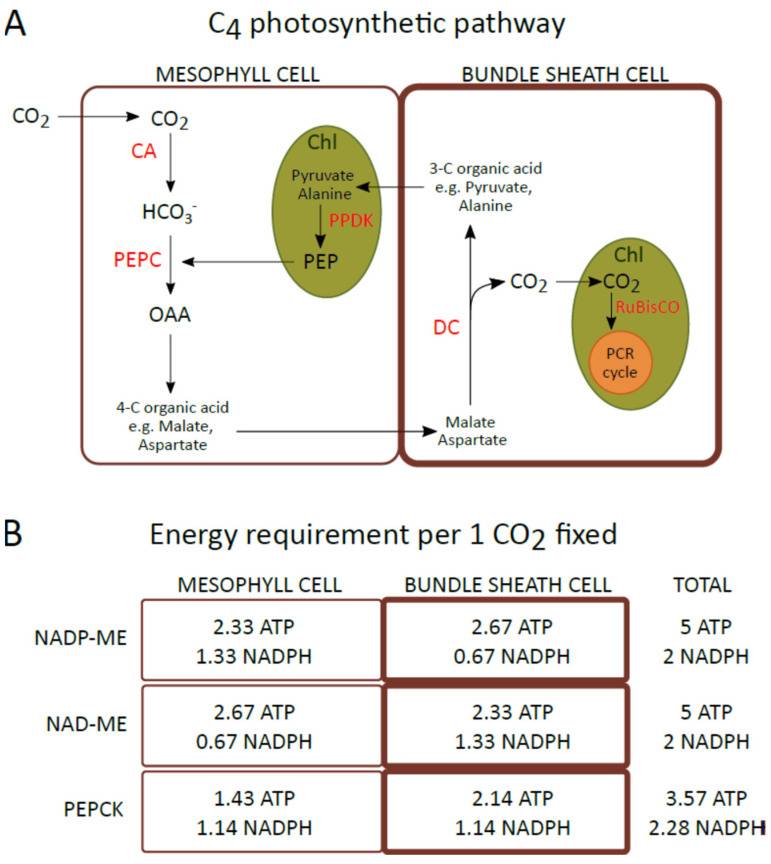 A
C4 photosynthetic pathway
MESOPHYLL CELL
BUNDLE SHEATH CELL
CO2
CO2
CA
HCO3-
PEPC
OAA
4-C organic acid
e.g. Malate,
Aspartate
Chl
Pyruvate
Alanine
PPDK
PEP
3-C organic acid
e.g. Pyruvate,
Alanine
CO2
DC
Malate
Aspartate
Chl
CO2
RuBisCO
PCR
cycle
B
Energy requirement per 1 CO2 fixed
MESOPHYLL CELL BUNDLE SHEATH CELL TOTAL
NADP-ME
2.33 ATP 2.67 ATP 5 ATP
1.33 NADPH 0.67 NADPH 2 NADPH
NAD-ME
2.67 ATP 2.33 ATP 5 ATP
0.67 NADPH 1.33 NADPH 2 NADPH
PEPCK
1.43 ATP 2.14 ATP 3.57 ATP
1.14 NADPH 1.14 NADPH 2.28 NADPH